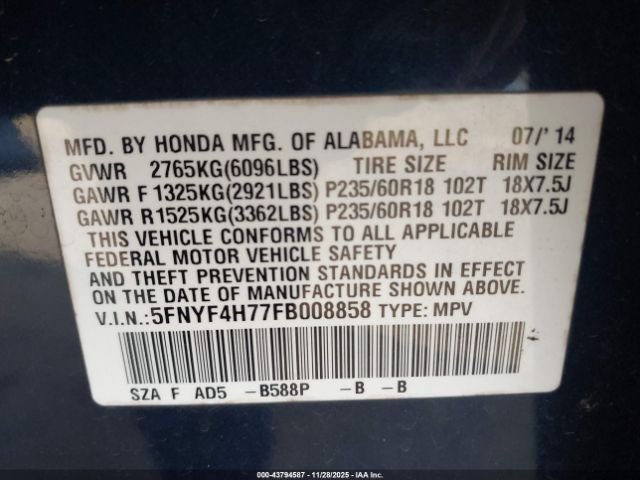 MFD. BY HONDA MFG. OF ALABAMA, LLC 07/' 14
GVWR 2765KG(6096LBS) TIRE SIZE RIM SIZE
GAWR F 1325KG(2921LBS) P235/60R18 102T 18X7.5J
GAWR R1525KG(3362LBS) P235/60R18 102T 18X7.5J
THIS VEHICLE CONFORMS TO ALL APPLICABLE
FEDERAL MOTOR VEHICLE SAFETY
AND THEFT PREVENTION STANDARDS IN EFFECT
ON THE DATE OF MANUFACTURE SHOWN ABOVE.
V.I.N.:5FNYF4H77FB008858 TYPE: MPV
SZA F AD5 -B588P -B -B
000-43794587 - 11/28/2025 - IAAI.com